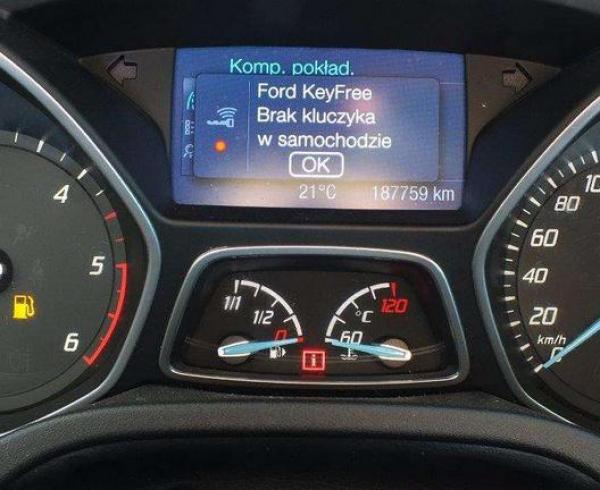 Komp. pokład.
Ford KeyFree
Brak kluczyka
w samochodzie
OK
21°C 187759 km
4
5
6
1/1
1/2
0
120
°C
60
100
80
60
40
20
0
km/h